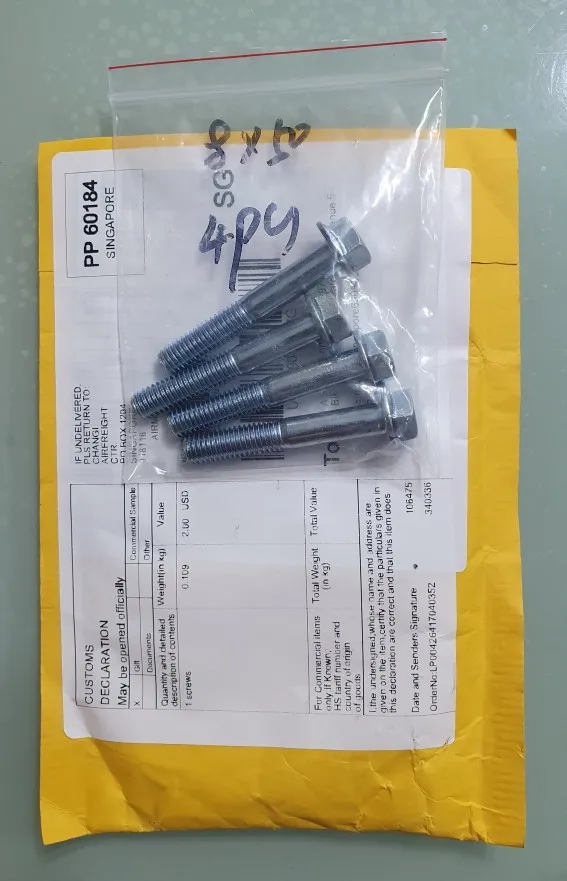 8 x 50
4py
SG
PP 60184
SINGAPORE
IF UNDELIVERED,
PLS RETURN TO:
CHANGI
AIRFREIGHT
CTR
PO BOX 1204
To
CUSTOMS
DECLARATION
May be opened officially
X Gift Commercial Sample
Documents Other
Quantity and detailed
description of contents
Weight(in kg)
Value
1 screws
0.109
2.00 USD
For Commercial items
only,if Known,
HS tariff number and
country of origin
of goods
Total Weight
(in kg)
Total Value
I,the undersigned,whose name and address are
given on the item,certify that the particulars given in
this declaration are correct and that this item does
Date and Senders Signature
106475
OrderNo:LP00426417040352
340336